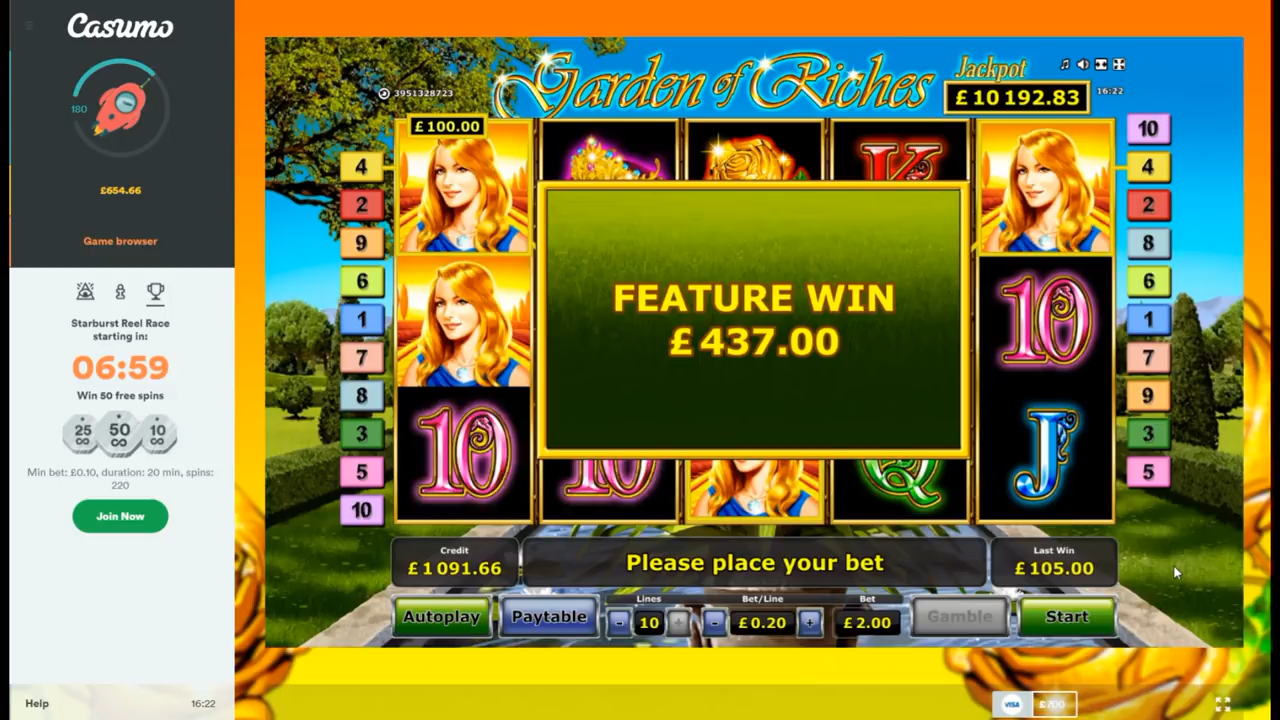 Casumo
180
£654.66
Game browser
Starburst Reel Race
starting in:
06:59
Win 50 free spins
25
50
10
Min bet: £0.10, duration: 20 min, spins:
220
Join Now
Help
16:22
3951328723
Garden of Riches
Jackpot
£10 192.83
16:22
£100.00
4
2
9
6
1
7
8
3
5
10
K
10
10
10
Q
J
FEATURE WIN
£437.00
10
4
2
8
6
1
7
9
3
5
Credit
£1 091.66
Please place your bet
Last Win
£105.00
Autoplay
Paytable
Lines
- 10 +
Bet/Line
- £0.20 +
Bet
£2.00
Gamble
Start
VISA
£700